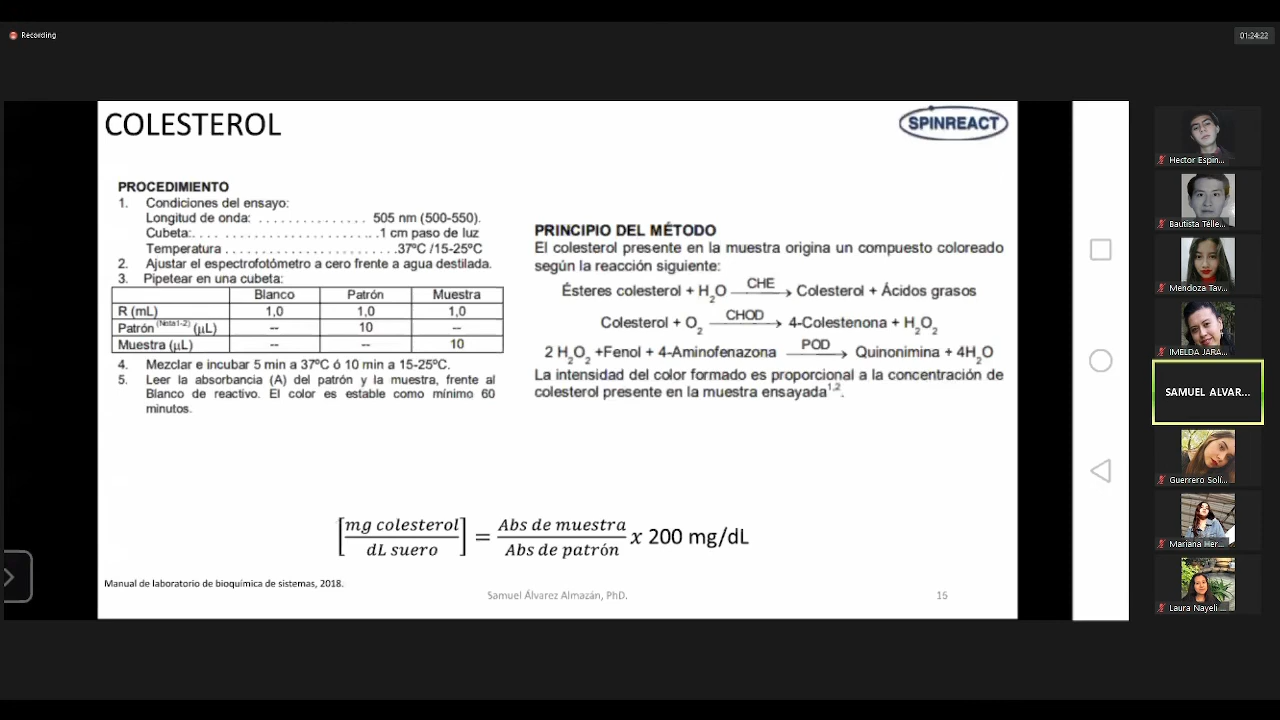 Recording
01:24:22
COLESTEROL
SPINREACT
PROCEDIMIENTO
1. Condiciones del ensayo:
Longitud de onda: . . . . . . . . . . . . . . . 505 nm (500-550).
Cubeta:. . . . . . . . . . . . . . . . . . . . . . . .1 cm paso de luz
Temperatura . . . . . . . . . . . . . . . . . . . . . . .37ºC /15-25ºC
2. Ajustar el espectrofotómetro a cero frente a agua destilada.
3. Pipetear en una cubeta:
Blanco Patrón Muestra
R (mL) 1,0 1,0 1,0
Patrón (Nota1-2) (µL) -- 10 --
Muestra (µL) -- -- 10
4. Mezclar e incubar 5 min a 37ºC ó 10 min a 15-25ºC.
5. Leer la absorbancia (A) del patrón y la muestra, frente al
Blanco de reactivo. El color es estable como mínimo 60
minutos.
PRINCIPIO DEL MÉTODO
El colesterol presente en la muestra origina un compuesto coloreado
según la reacción siguiente:
Ésteres colesterol + H2O CHE → Colesterol + Ácidos grasos
Colesterol + O2 CHOD → 4-Colestenona + H2O2
2 H2O2 +Fenol + 4-Aminofenazona POD → Quinonimina + 4H2O
La intensidad del color formado es proporcional a la concentración de
colesterol presente en la muestra ensayada1,2.
[mg colesterol / dL suero] = Abs de muestra / Abs de patrón x 200 mg/dL
Manual de laboratorio de bioquímica de sistemas, 2018.
Samuel Álvarez Almazán, PhD.
15
Hector Espin...
Bautista Télle...
Mendoza Tav...
IMELDA JARA...
SAMUEL ALVAR...
Guerrero Solí...
Mariana Her...
Laura Nayeli ...